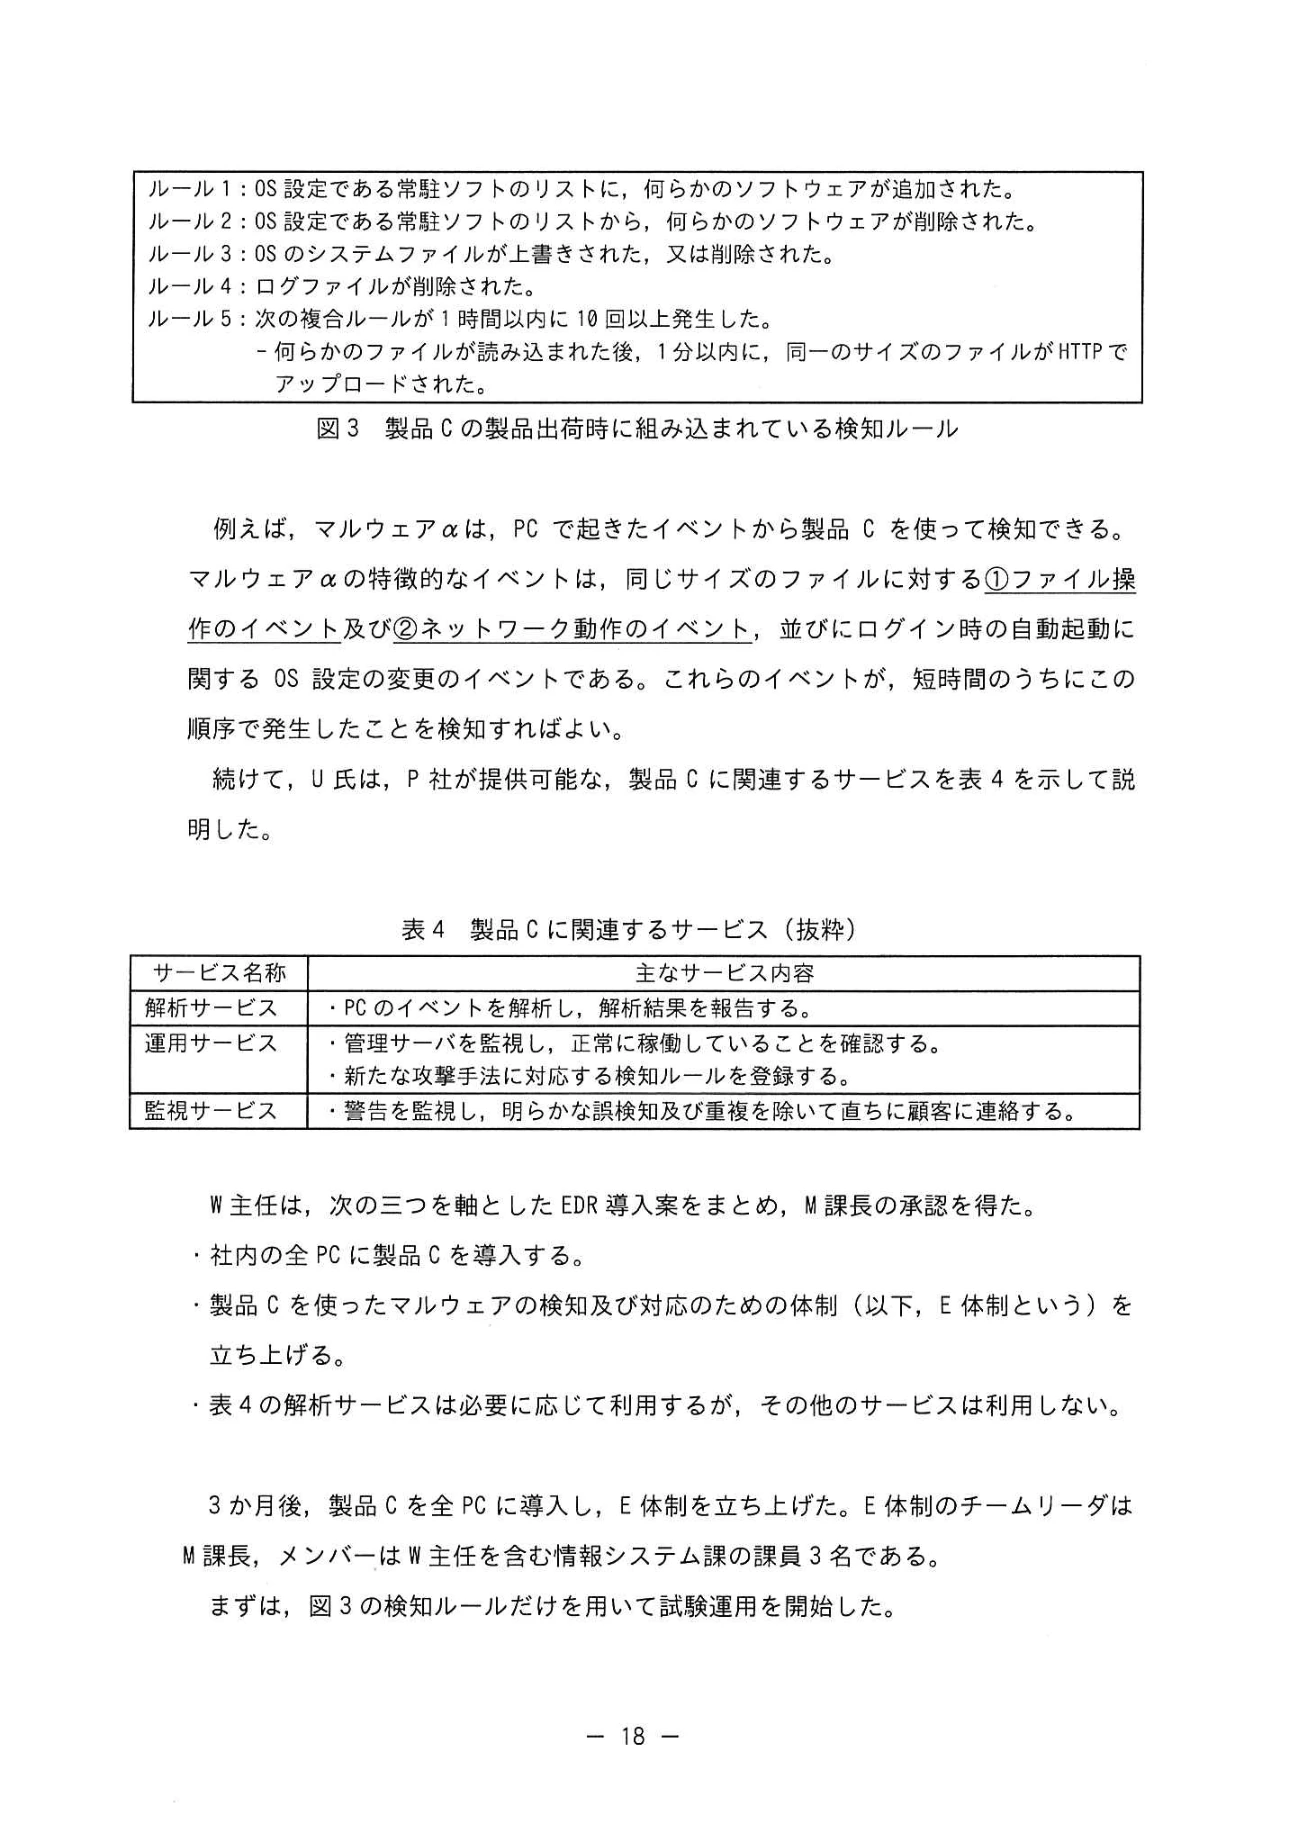 ルール1：OS設定である常駐ソフトのリストに，何らかのソフトウェアが追加された。
ルール2：OS設定である常駐ソフトのリストから，何らかのソフトウェアが削除された。
ルール3：OSのシステムファイルが上書きされた，又は削除された。
ルール4：ログファイルが削除された。
ルール5：次の複合ルールが1時間以内に10回以上発生した。
－何らかのファイルが読み込まれた後，1分以内に，同一のサイズのファイルがHTTPで
アップロードされた。
図3　製品Cの製品出荷時に組み込まれている検知ルール
例えば，マルウェアαは，PCで起きたイベントから製品Cを使って検知できる。
マルウェアαの特徴的なイベントは，同じサイズのファイルに対する①ファイル操
作のイベント及び②ネットワーク動作のイベント，並びにログイン時の自動起動に
関するOS設定の変更のイベントである。これらのイベントが，短時間のうちにこの
順序で発生したことを検知すればよい。
続けて，U氏は，P社が提供可能な，製品Cに関連するサービスを表4を示して説
明した。
表4　製品Cに関連するサービス（抜粋）
サービス名称　主なサービス内容
解析サービス　・PCのイベントを解析し，解析結果を報告する。
運用サービス　・管理サーバを監視し，正常に稼働していることを確認する。
・新たな攻撃手法に対応する検知ルールを登録する。
監視サービス　・警告を監視し，明らかな誤検知及び重複を除いて直ちに顧客に連絡する。
W主任は，次の三つを軸としたEDR導入案をまとめ，M課長の承認を得た。
・社内の全PCに製品Cを導入する。
・製品Cを使ったマルウェアの検知及び対応のための体制（以下，E体制という）を
立ち上げる。
・表4の解析サービスは必要に応じて利用するが，その他のサービスは利用しない。
3か月後，製品Cを全PCに導入し，E体制を立ち上げた。E体制のチームリーダは
M課長，メンバーはW主任を含む情報システム課の課員3名である。
まずは，図3の検知ルールだけを用いて試験運用を開始した。
－ 18 －